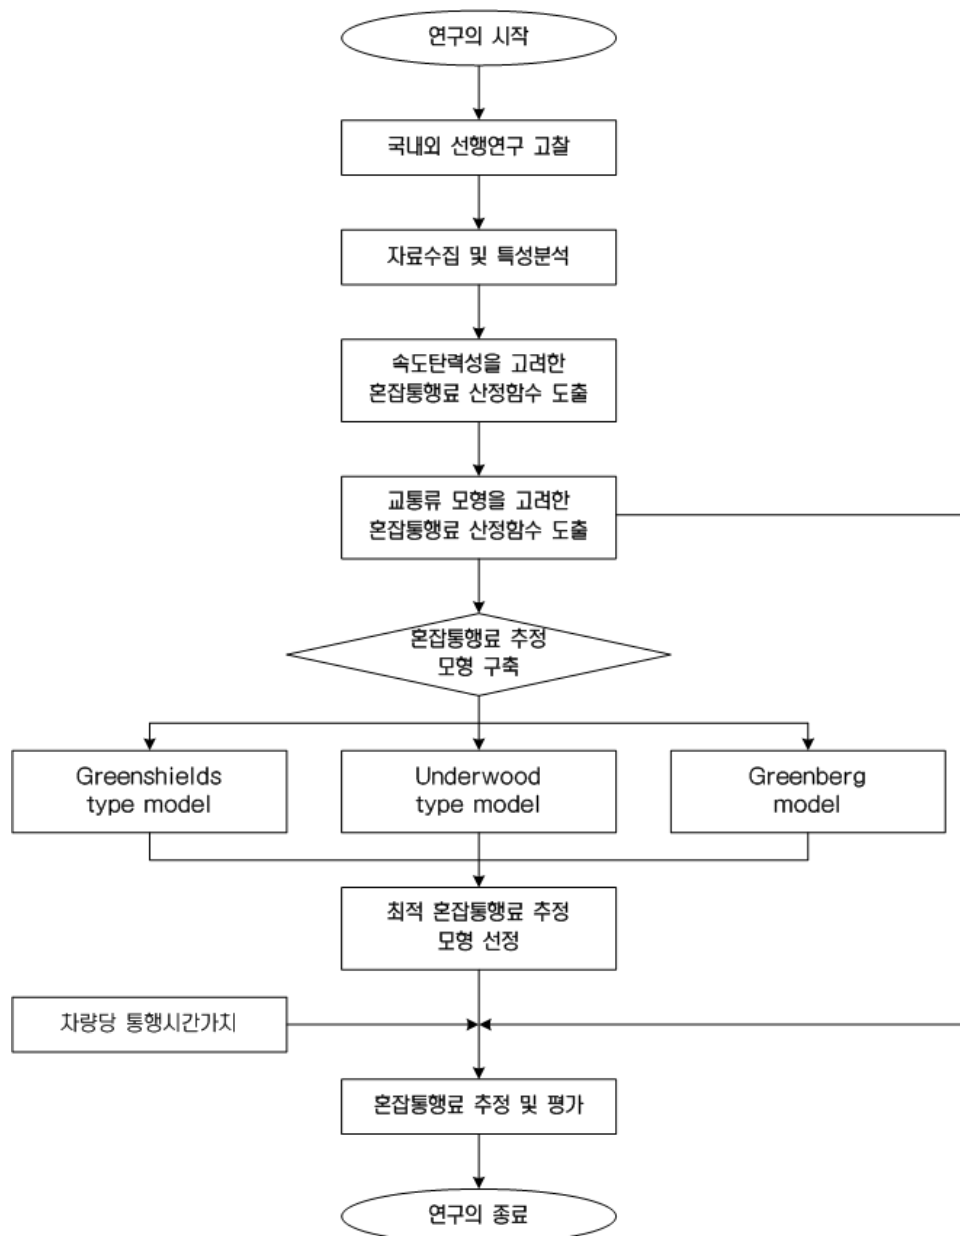 연구의 시작
국내외 선행연구 고찰
자료수집 및 특성분석
속도탄력성을 고려한
혼잡통행료 산정함수 도출
교통류 모형을 고려한
혼잡통행료 산정함수 도출
혼잡통행료 추정
모형 구축
Greenshields
type model
Underwood
type model
Greenberg
model
최적 혼잡통행료 추정
모형 선정
차량당 통행시간가치
혼잡통행료 추정 및 평가
연구의 종료